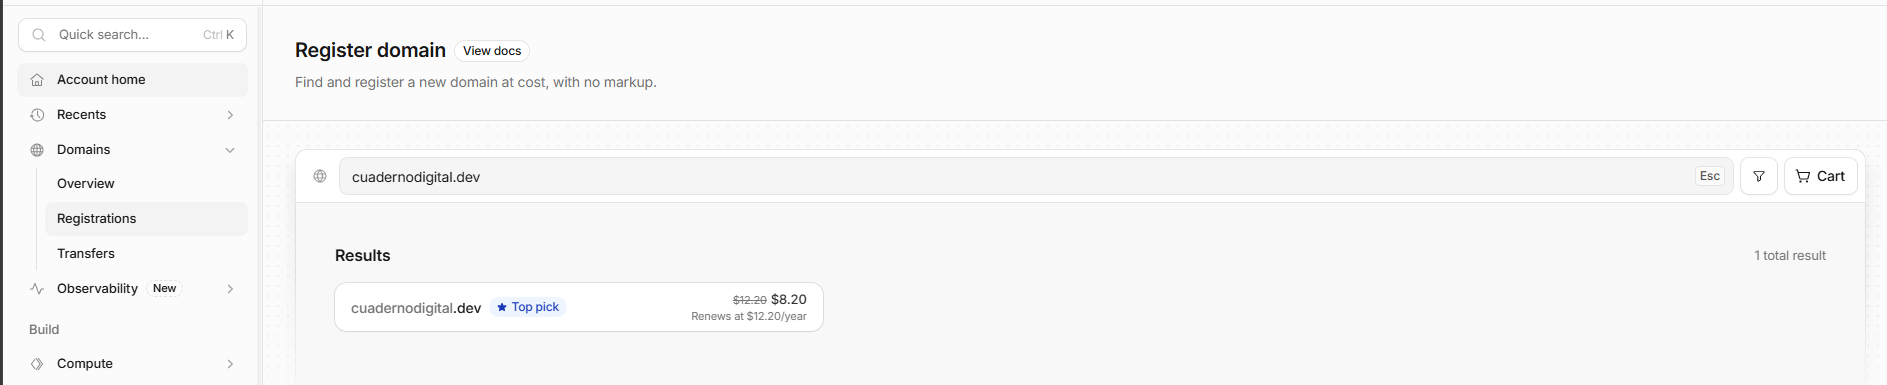 Quick search... Ctrl K
Account home
Recents
Domains
Overview
Registrations
Transfers
Observability New
Build
Compute
Register domain View docs
Find and register a new domain at cost, with no markup.
cuadernodigital.dev Esc Cart
Results 1 total result
cuadernodigital.dev Top pick $12.20 $8.20
Renews at $12.20/year